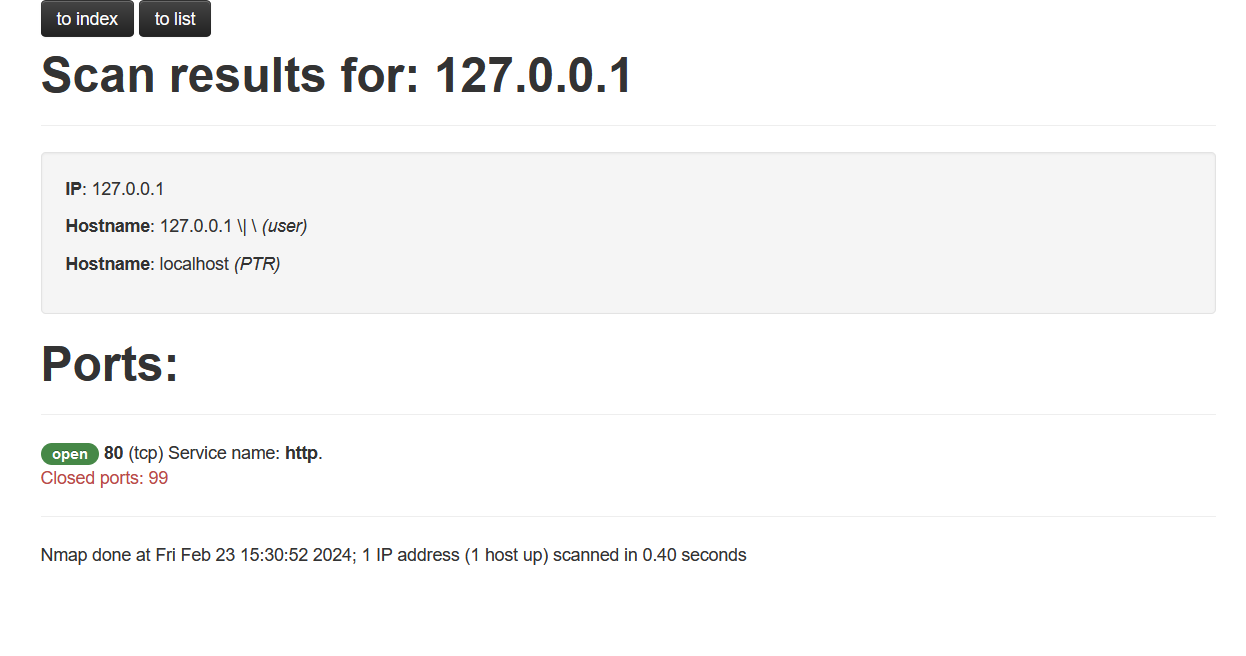 to index to list
Scan results for: 127.0.0.1
IP: 127.0.0.1
Hostname: 127.0.0.1 \| \ (user)
Hostname: localhost (PTR)
Ports:
open 80 (tcp) Service name: http.
Closed ports: 99
Nmap done at Fri Feb 23 15:30:52 2024; 1 IP address (1 host up) scanned in 0.40 seconds